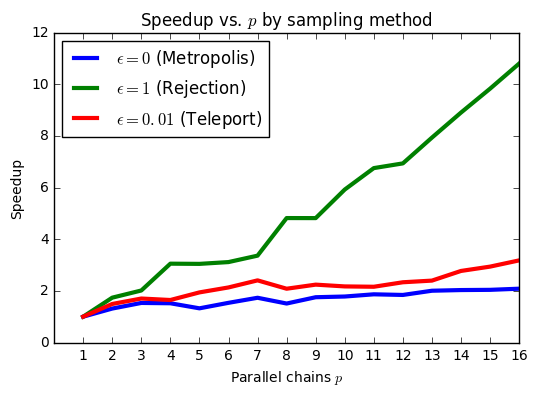 Speedup vs. p by sampling method
12
10
8
6
4
2
0
Speedup
ϵ = 0 (Metropolis)
ϵ = 1 (Rejection)
ϵ = 0.01 (Teleport)
1 2 3 4 5 6 7 8 9 10 11 12 13 14 15 16
Parallel chains p